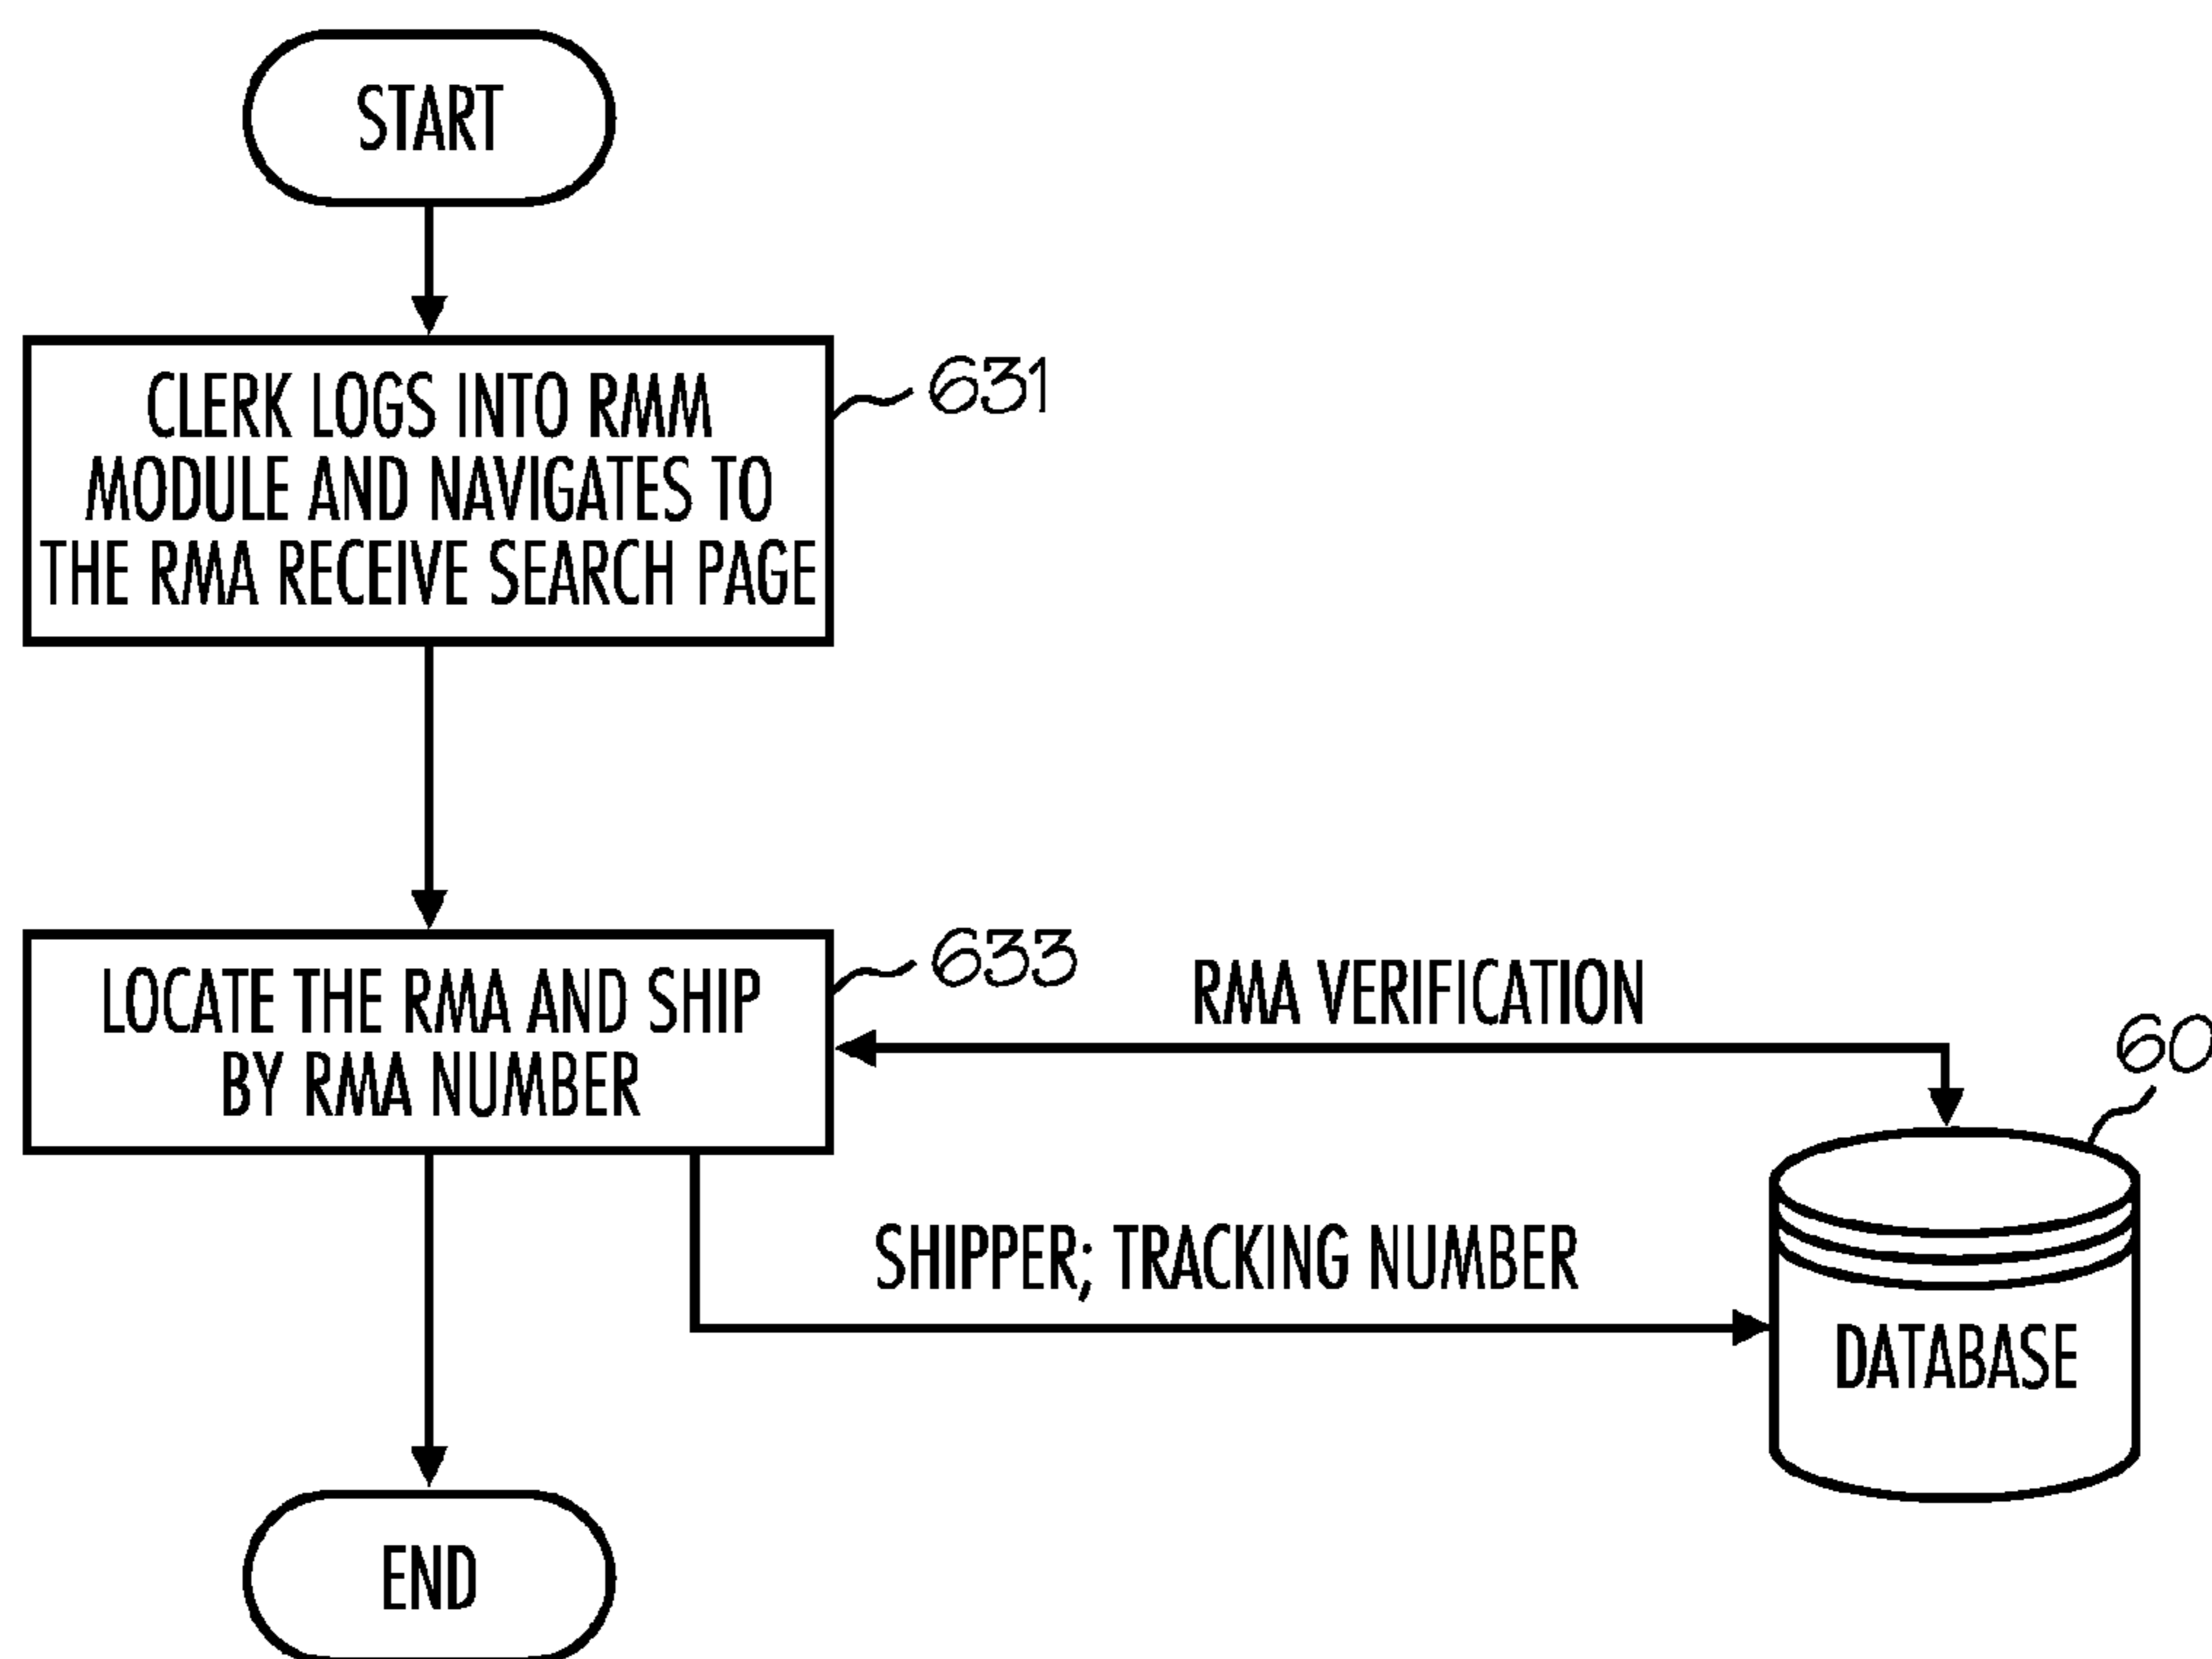 START
CLERK LOGS INTO RMM
MODULE AND NAVIGATES TO
THE RMA RECEIVE SEARCH PAGE
631
LOCATE THE RMA AND SHIP
BY RMA NUMBER
633
RMA VERIFICATION
60
SHIPPER; TRACKING NUMBER
DATABASE
END